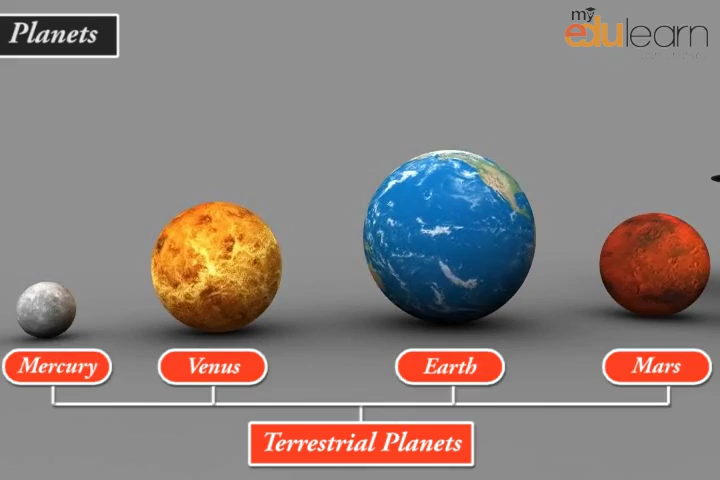 Planets
my
edulearn
Mercury
Venus
Earth
Mars
Terrestrial Planets